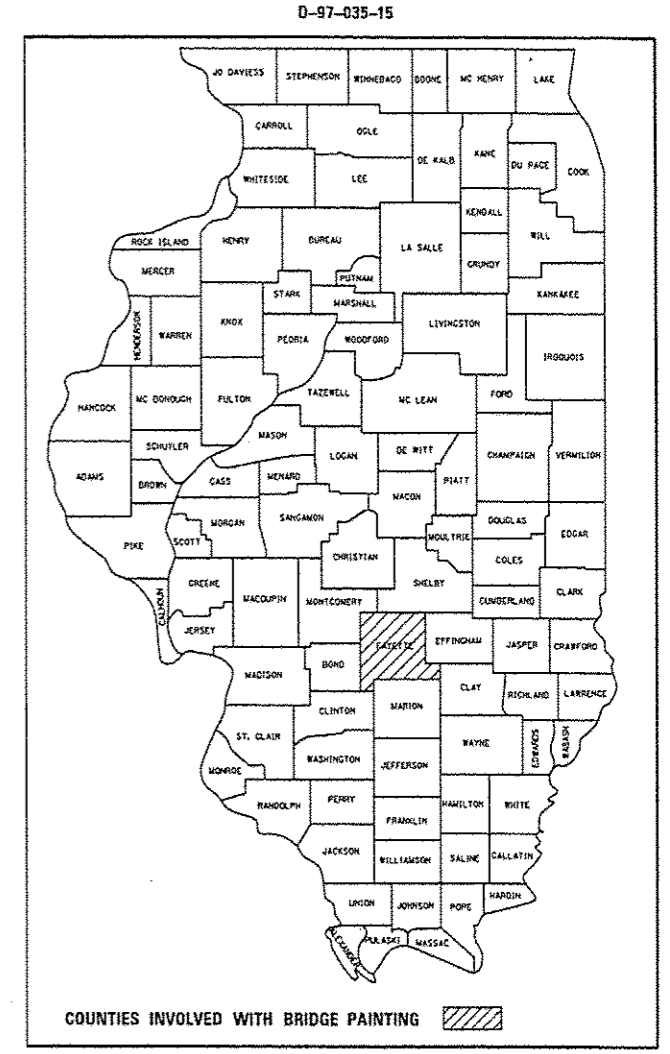 D-97-035-15
JO DAVIESS STEPHENSON WINNEBAGO BOONE MC HENRY LAKE
CARROLL OGLE DE KALB KANE DU PAGE COOK
WHITESIDE LEE KENDALL WILL
ROCK ISLAND HENRY BUREAU LA SALLE GRUNDY
MERCER PUTNAM KANKAKEE
STARK MARSHALL
HENDERSON WARREN KNOX PEORIA WOODFORD LIVINGSTON IROQUOIS
HANCOCK MC DONOUGH FULTON TAZEWELL MC LEAN FORD
MASON
SCHUYLER LOGAN DE WITT CHAMPAIGN VERMILION
ADAMS BROWN CASS MENARD PIATT
MACON
PIKE SCOTT MORGAN SANGAMON MOULTRIE DOUGLAS EDGAR
CHRISTIAN COLES
CALHOUN GREENE MACOUPIN MONTGOMERY SHELBY CUMBERLAND CLARK
JERSEY FAYETTE EFFINGHAM JASPER CRAWFORD
MADISON BOND CLAY RICHLAND LAWRENCE
CLINTON MARION
ST. CLAIR WAYNE EDWARDS WABASH
MONROE WASHINGTON JEFFERSON
RANDOLPH PERRY HAMILTON WHITE
FRANKLIN
JACKSON WILLIAMSON SALINE GALLATIN
UNION JOHNSON POPE HARDIN
ALEXANDER PULASKI MASSAC
COUNTIES INVOLVED WITH BRIDGE PAINTING